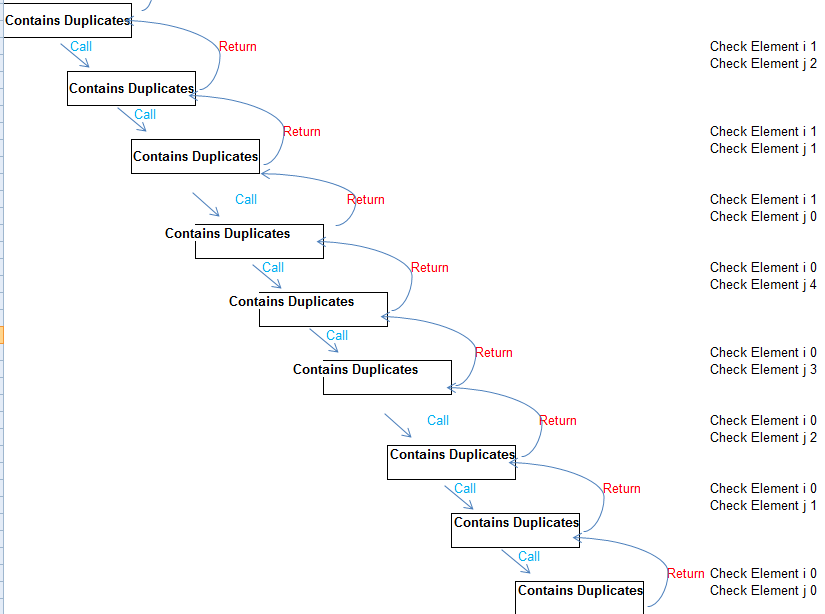 Contains Duplicates
Call
Return
Check Element i 1
Check Element j 2
Contains Duplicates
Call
Return
Check Element i 1
Check Element j 1
Contains Duplicates
Call
Return
Check Element i 1
Check Element j 0
Contains Duplicates
Call
Return
Check Element i 0
Check Element j 4
Contains Duplicates
Call
Return
Check Element i 0
Check Element j 3
Contains Duplicates
Call
Return
Check Element i 0
Check Element j 2
Contains Duplicates
Call
Return
Check Element i 0
Check Element j 1
Contains Duplicates
Call
Return
Check Element i 0
Check Element j 0
Contains Duplicates